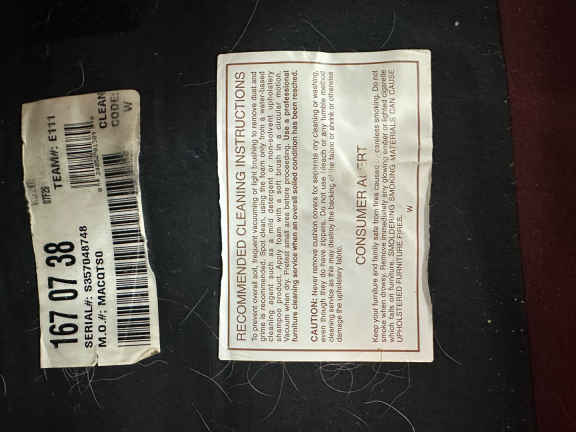 167 07 38
SERIAL#: S357048748
M.O.#: MACOTS0
TEAM#: E111
CLEAN
CODE:
W
RECOMMENDED CLEANING INSTRUCTIONS
To prevent overall soil, frequent vacuuming or light brushing to remove dust and
grime is recommended. Spot clean, using the foam only from a water-based
cleaning agent such as a mild detergent or non-solvent upholstery
shampoo product. Apply foam with a soft brush in a circular motion.
Vacuum when dry. Pretest small area before proceeding. Use a professional
furniture cleaning service when an overall soiled condition has been reached.
CAUTION: Never remove cushion covers for separate dry cleaning or washing,
even though they do have zippers. Do not use bleach or any tumble method
cleaning service as this may destroy the backing of the fabric or shrink or otherwise
damage the upholstery fabric.
CONSUMER ALERT
Keep your furniture and family safe from fires caused careless smoking. Do not
smoke when drowsy. Remove immediately any glowing ember or lighted cigarette
which falls on furniture. SMOLDERING SMOKING MATERIALS CAN CAUSE
UPHOLSTERED FURNITURE FIRES.
W